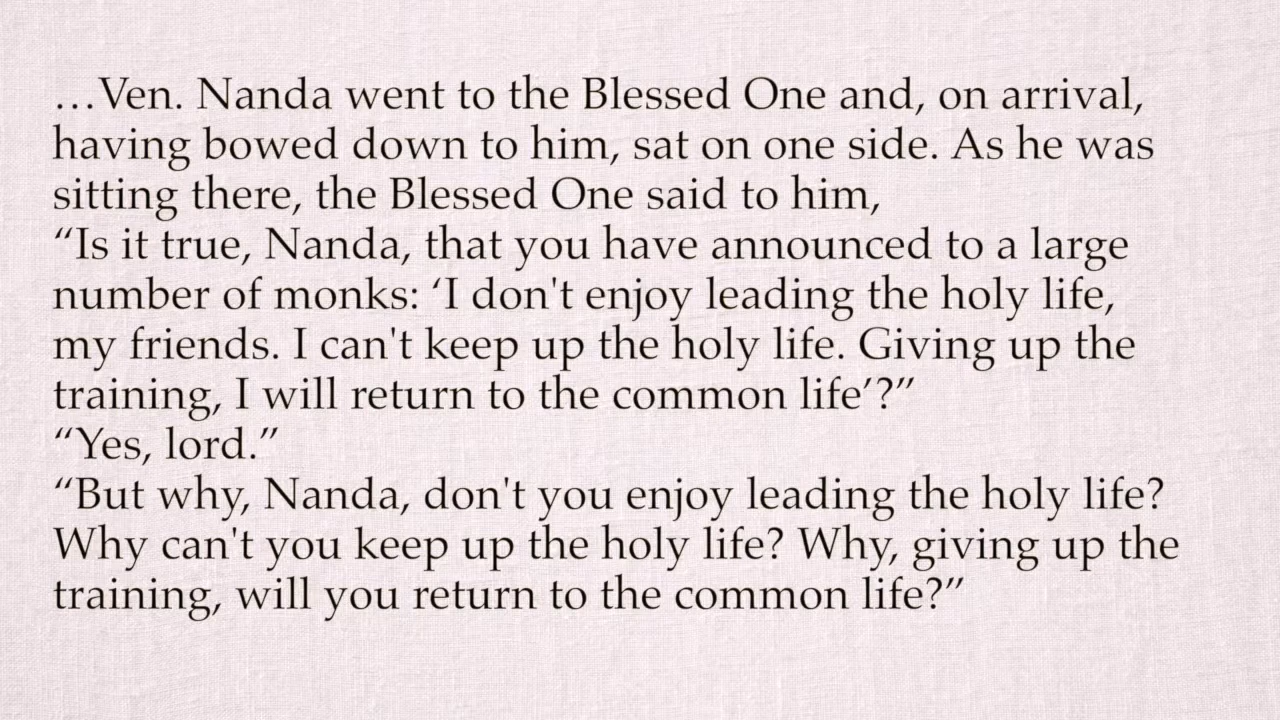 …Ven. Nanda went to the Blessed One and, on arrival,
having bowed down to him, sat on one side. As he was
sitting there, the Blessed One said to him,
“Is it true, Nanda, that you have announced to a large
number of monks: ‘I don't enjoy leading the holy life,
my friends. I can't keep up the holy life. Giving up the
training, I will return to the common life’?”
“Yes, lord.”
“But why, Nanda, don't you enjoy leading the holy life?
Why can't you keep up the holy life? Why, giving up the
training, will you return to the common life?”